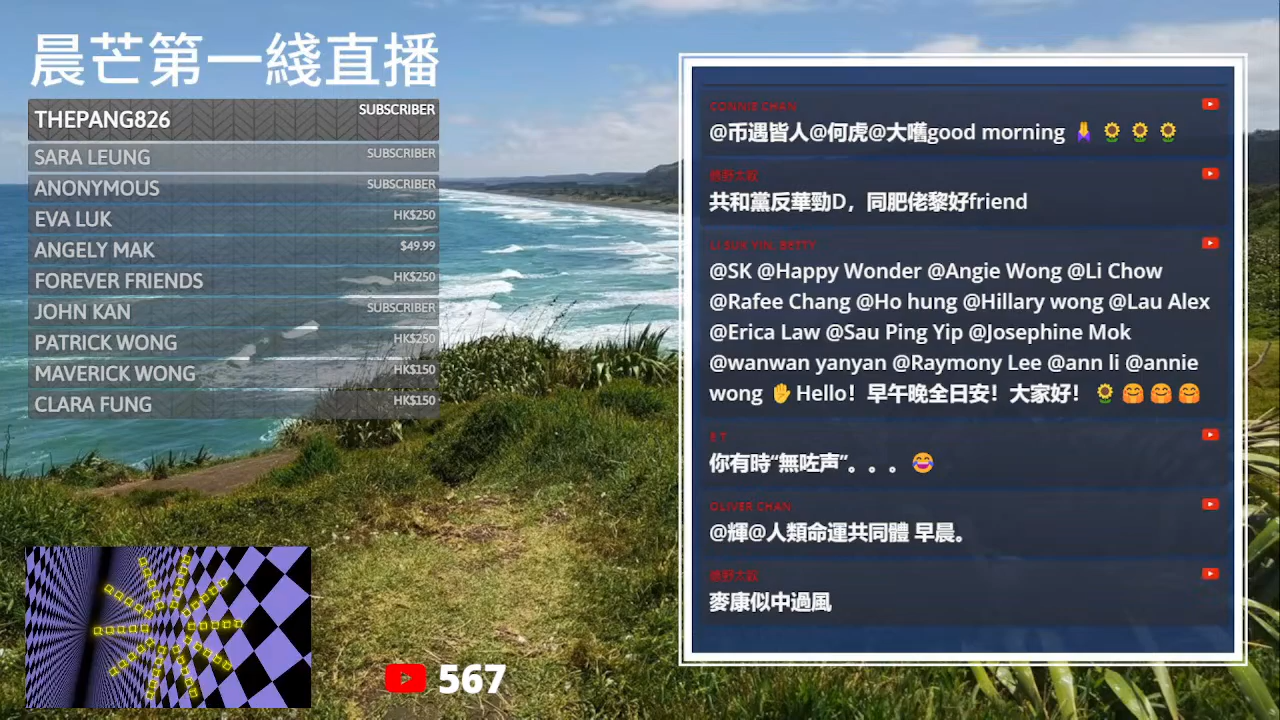 晨芒第一綫直播
THEPANG826 SUBSCRIBER
SARA LEUNG SUBSCRIBER
ANONYMOUS SUBSCRIBER
EVA LUK HK$250
ANGELY MAK $49.99
FOREVER FRIENDS HK$250
JOHN KAN SUBSCRIBER
PATRICK WONG HK$250
MAVERICK WONG HK$150
CLARA FUNG HK$150
567
CONNIE CHAN
@币遇皆人@何虎@大嚿good morning 🙏 🌻 🌻 🌻
共和黨反華勁D，同肥佬黎好friend
LI SUK YIN, BETTY
@SK @Happy Wonder @Angie Wong @Li Chow
@Rafee Chang @Ho hung @Hillary wong @Lau Alex
@Erica Law @Sau Ping Yip @Josephine Mok
@wanwan yanyan @Raymony Lee @ann li @annie
wong ✋Hello！早午晚全日安！大家好！ 🌻 🤗 🤗 🤗
E T
你有時“無咗声”。。。😂
OLIVER CHAN
@輝@人類命運共同體 早晨。
麥康似中過風